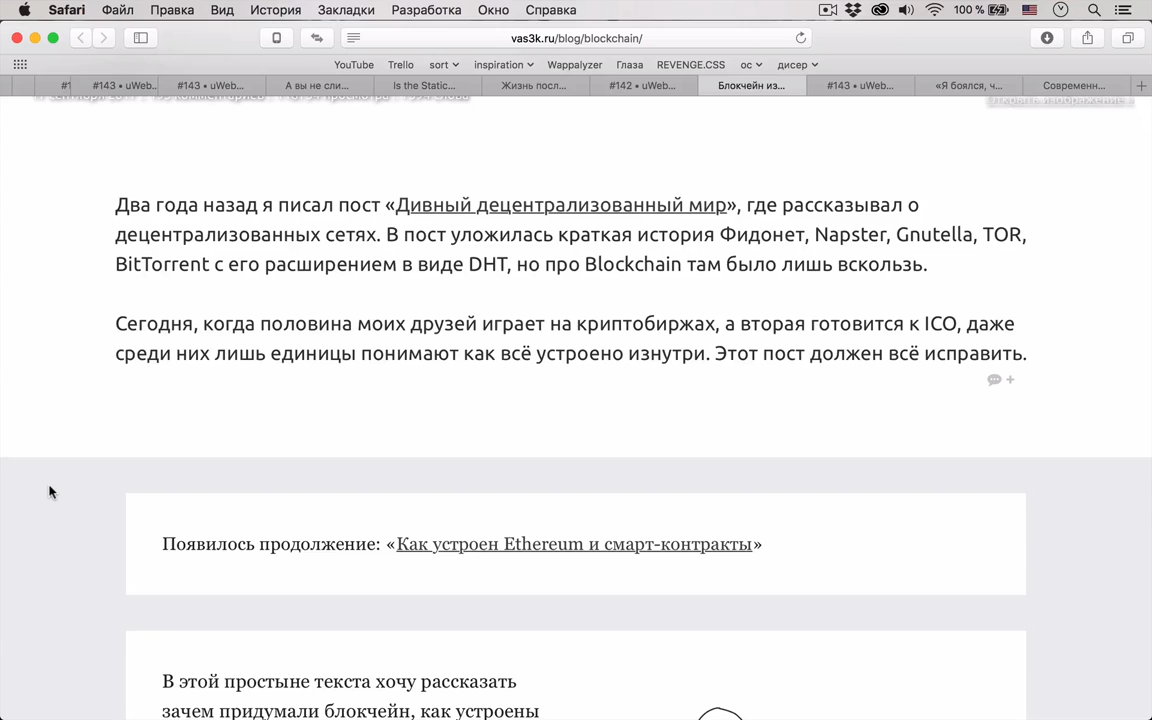 Safari Файл Правка Вид История Закладки Разработка Окно Справка 100 %
vas3k.ru/blog/blockchain/
YouTube Trello sort inspiration Wappalyzer Глаза REVENGE.CSS ос дисер
#1 #143 • uWeb... #143 • uWeb... А вы не сли... Is the Static... Жизнь посл... #142 • uWeb... Блокчейн из... #143 • uWeb... «Я боялся, ч... Современн...
Два года назад я писал пост «Дивный децентрализованный мир», где рассказывал о
децентрализованных сетях. В пост уложилась краткая история Фидонет, Napster, Gnutella, TOR,
BitTorrent с его расширением в виде DHT, но про Blockchain там было лишь вскользь.
Сегодня, когда половина моих друзей играет на криптобиржах, а вторая готовится к ICO, даже
среди них лишь единицы понимают как всё устроено изнутри. Этот пост должен всё исправить.
Появилось продолжение: «Как устроен Ethereum и смарт-контракты»
В этой простыне текста хочу рассказать
зачем придумали блокчейн, как устроены